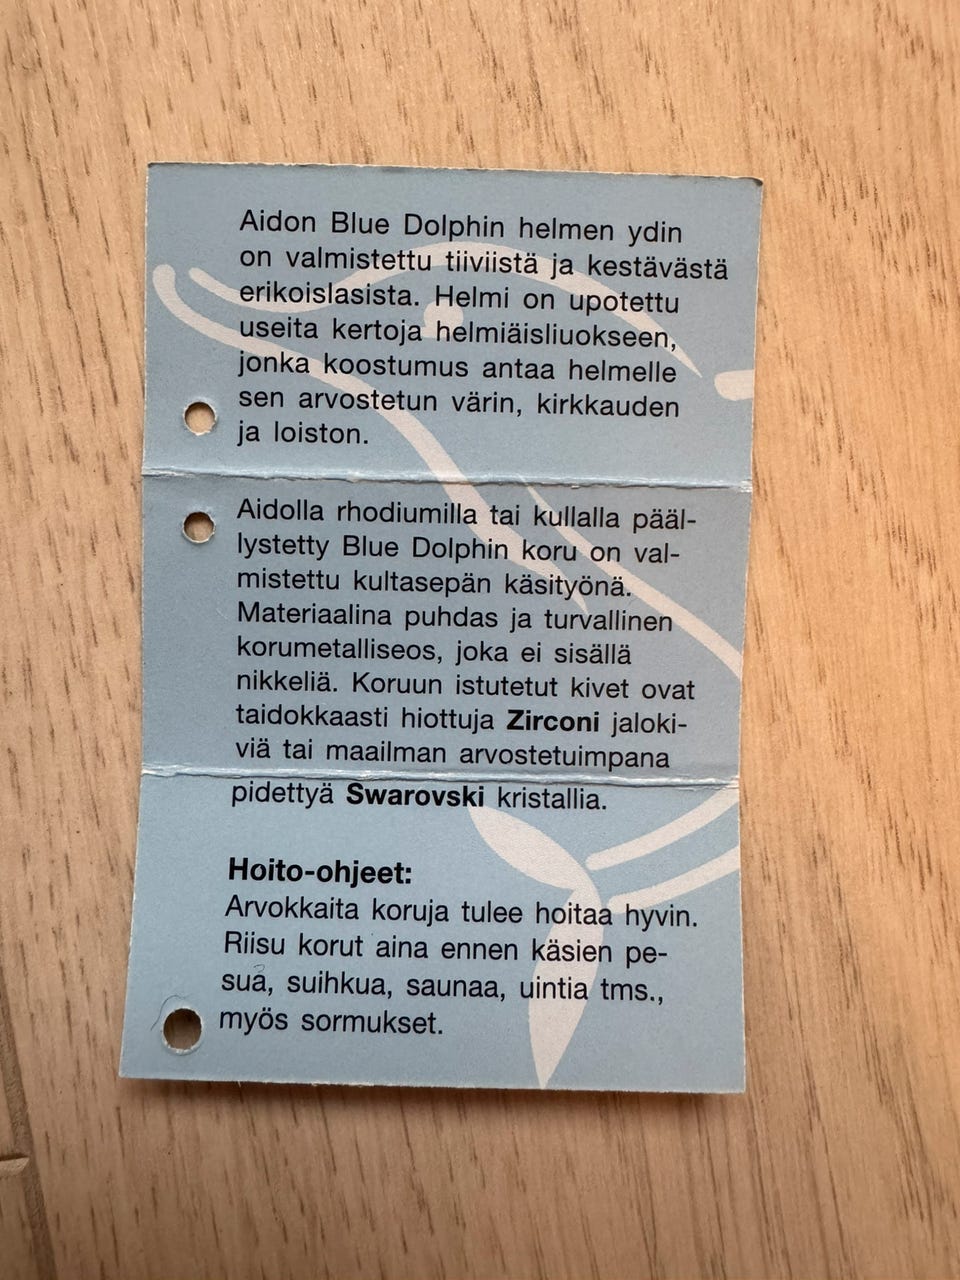 Aidon Blue Dolphin helmen ydin
on valmistettu tiiviistä ja kestävästä
erikoislasista. Helmi on upotettu
useita kertoja helmiäisliuokseen,
jonka koostumus antaa helmelle
sen arvostetun värin, kirkkauden
ja loiston.
Aidolla rhodiumilla tai kullalla pääl-
lystetty Blue Dolphin koru on val-
mistettu kultasepän käsityönä.
Materiaalina puhdas ja turvallinen
korumetalliseos, joka ei sisällä
nikkeliä. Koruun istutetut kivet ovat
taidokkaasti hiottuja Zirconi jaloki-
viä tai maailman arvostetuimpana
pidettyä Swarovski kristallia.
Hoito-ohjeet:
Arvokkaita koruja tulee hoitaa hyvin.
Riisu korut aina ennen käsien pe-
sua, suihkua, saunaa, uintia tms.,
myös sormukset.